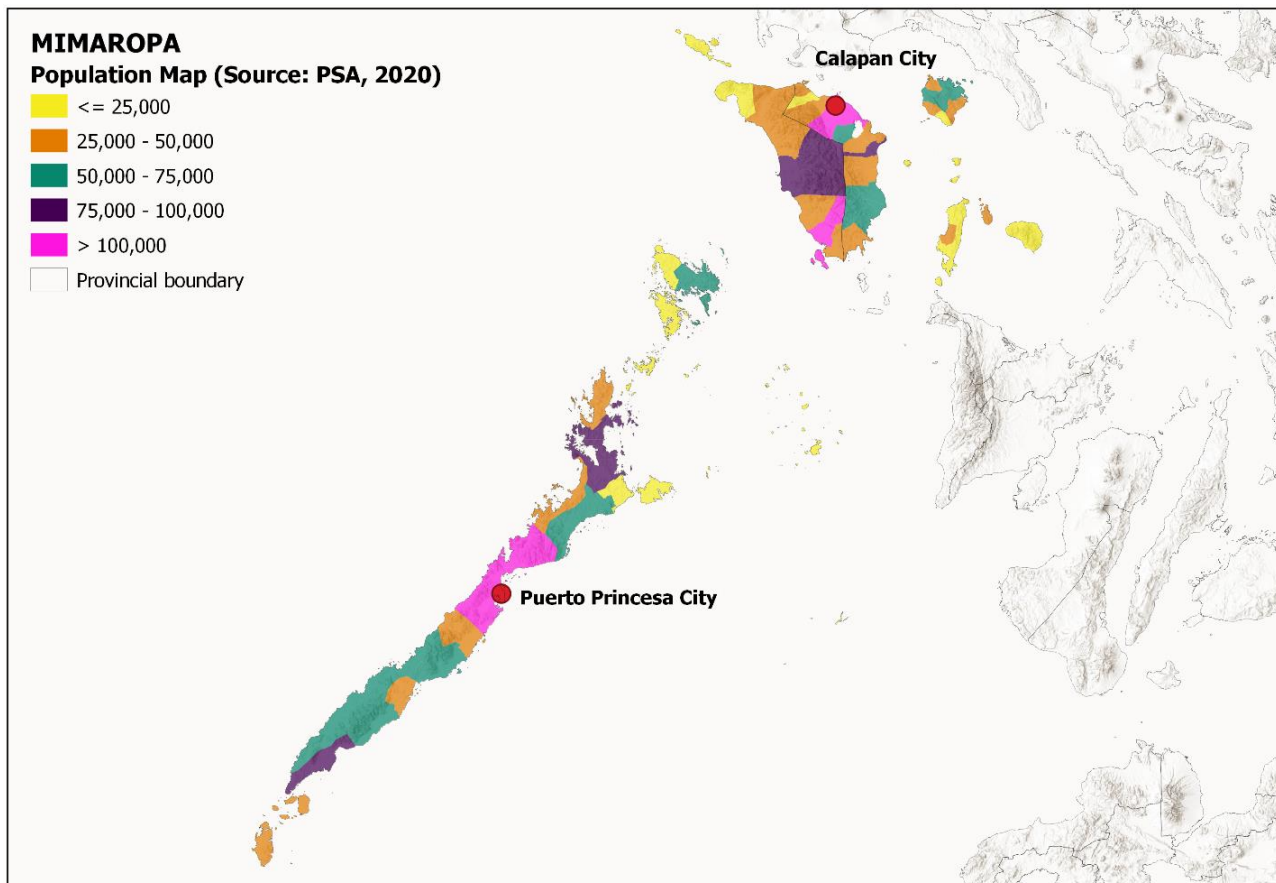 MIMAROPA
Population Map (Source: PSA, 2020)
<= 25,000
25,000 - 50,000
50,000 - 75,000
75,000 - 100,000
> 100,000
Provincial boundary
Calapan City
Puerto Princesa City